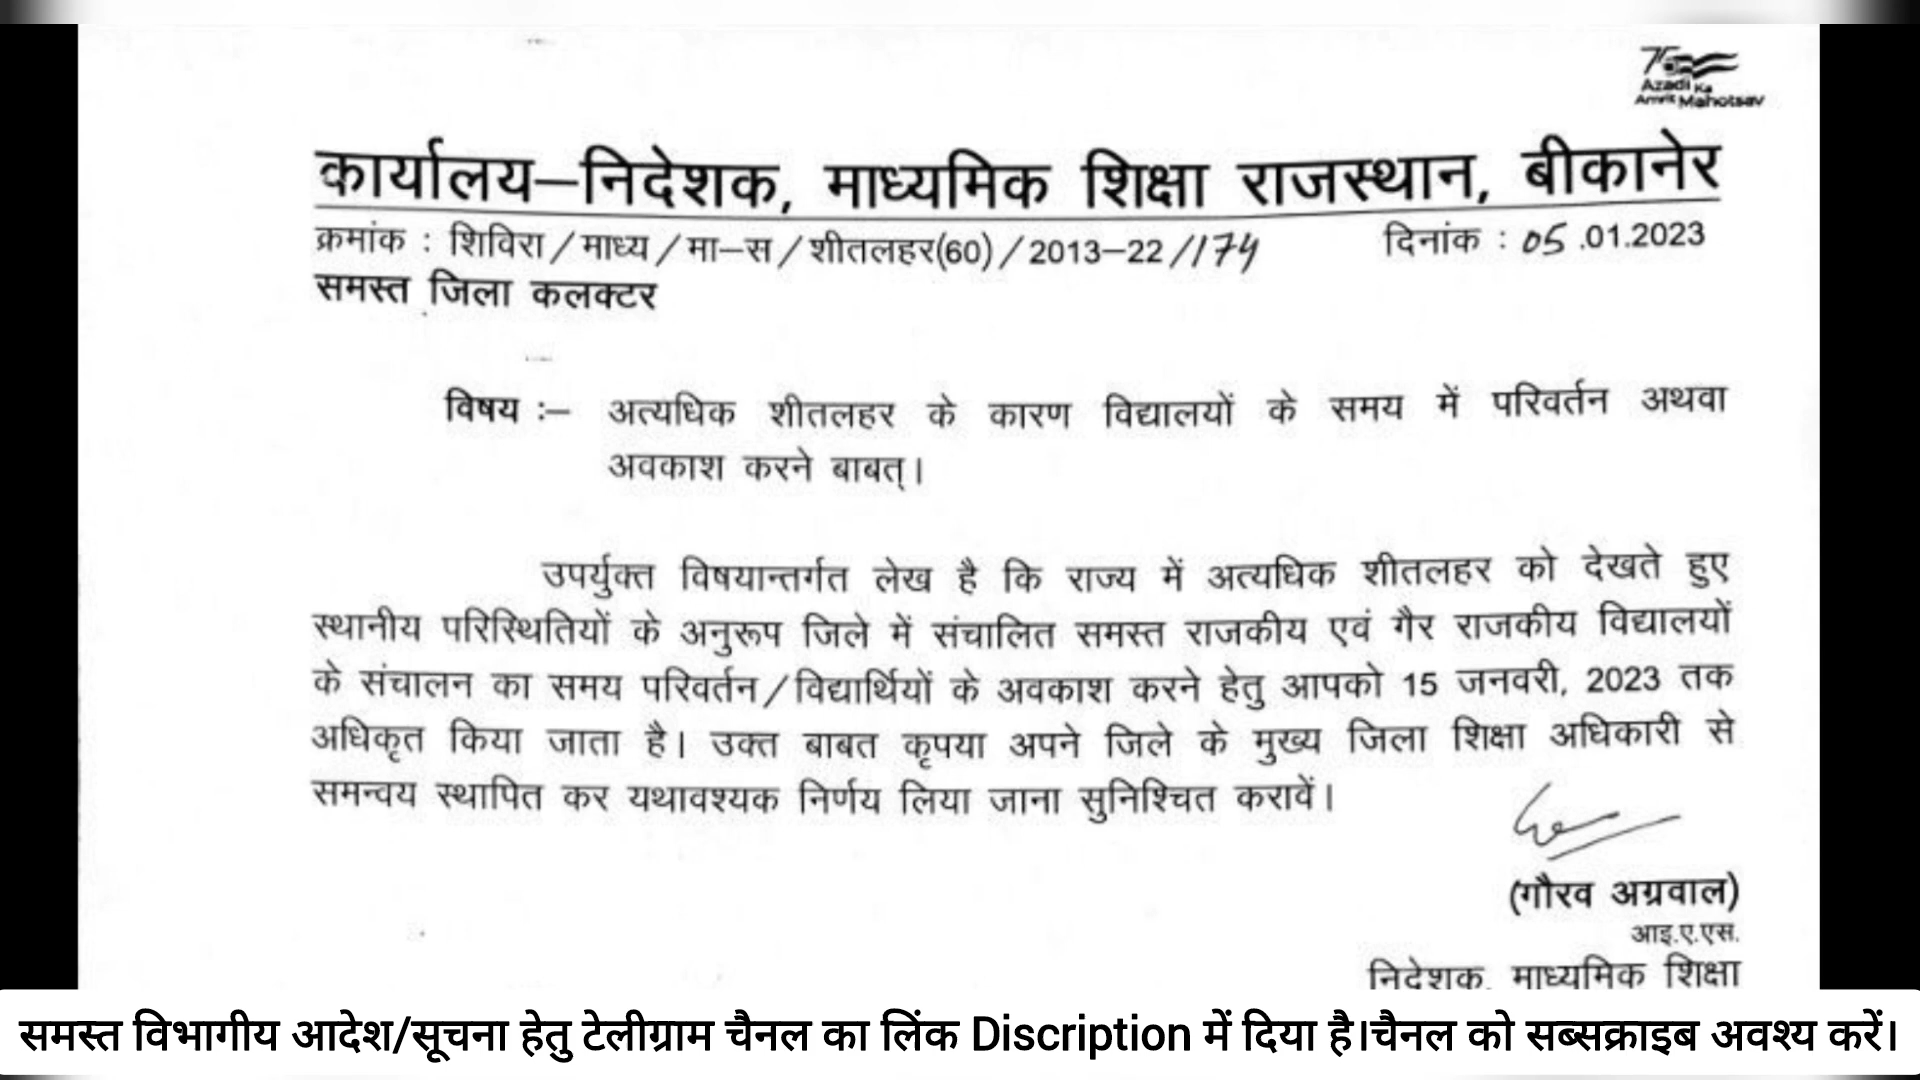 75
Azadi Ka
Amrit Mahotsav
कार्यालय–निदेशक, माध्यमिक शिक्षा राजस्थान, बीकानेर
क्रमांक : शिविरा/माध्य/मा–स/शीतलहर(60)/2013–22/174 दिनांक : 05.01.2023
समस्त जिला कलक्टर
विषय :– अत्यधिक शीतलहर के कारण विद्यालयों के समय में परिवर्तन अथवा
अवकाश करने बाबत्।
उपर्युक्त विषयान्तर्गत लेख है कि राज्य में अत्यधिक शीतलहर को देखते हुए
स्थानीय परिस्थितियों के अनुरूप जिले में संचालित समस्त राजकीय एवं गैर राजकीय विद्यालयों
के संचालन का समय परिवर्तन/विद्यार्थियों के अवकाश करने हेतु आपको 15 जनवरी, 2023 तक
अधिकृत किया जाता है। उक्त बाबत कृपया अपने जिले के मुख्य जिला शिक्षा अधिकारी से
समन्वय स्थापित कर यथावश्यक निर्णय लिया जाना सुनिश्चित करावें।
(गौरव अग्रवाल)
आइ.ए.एस.
निदेशक, माध्यमिक शिक्षा
समस्त विभागीय आदेश/सूचना हेतु टेलीग्राम चैनल का लिंक Discription में दिया है।चैनल को सब्सक्राइब अवश्य करें।